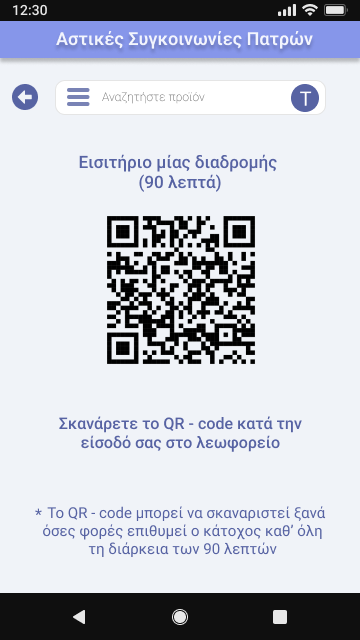 12:30
Αστικές Συγκοινωνίες Πατρών
Αναζητήστε προϊόν
T
Εισιτήριο μίας διαδρομής
(90 λεπτά)
Σκανάρετε το QR - code κατά την
είσοδό σας στο λεωφορείο
* Το QR - code μπορεί να σκαναριστεί ξανά
όσες φορές επιθυμεί ο κάτοχος καθ' όλη
τη διάρκεια των 90 λεπτών